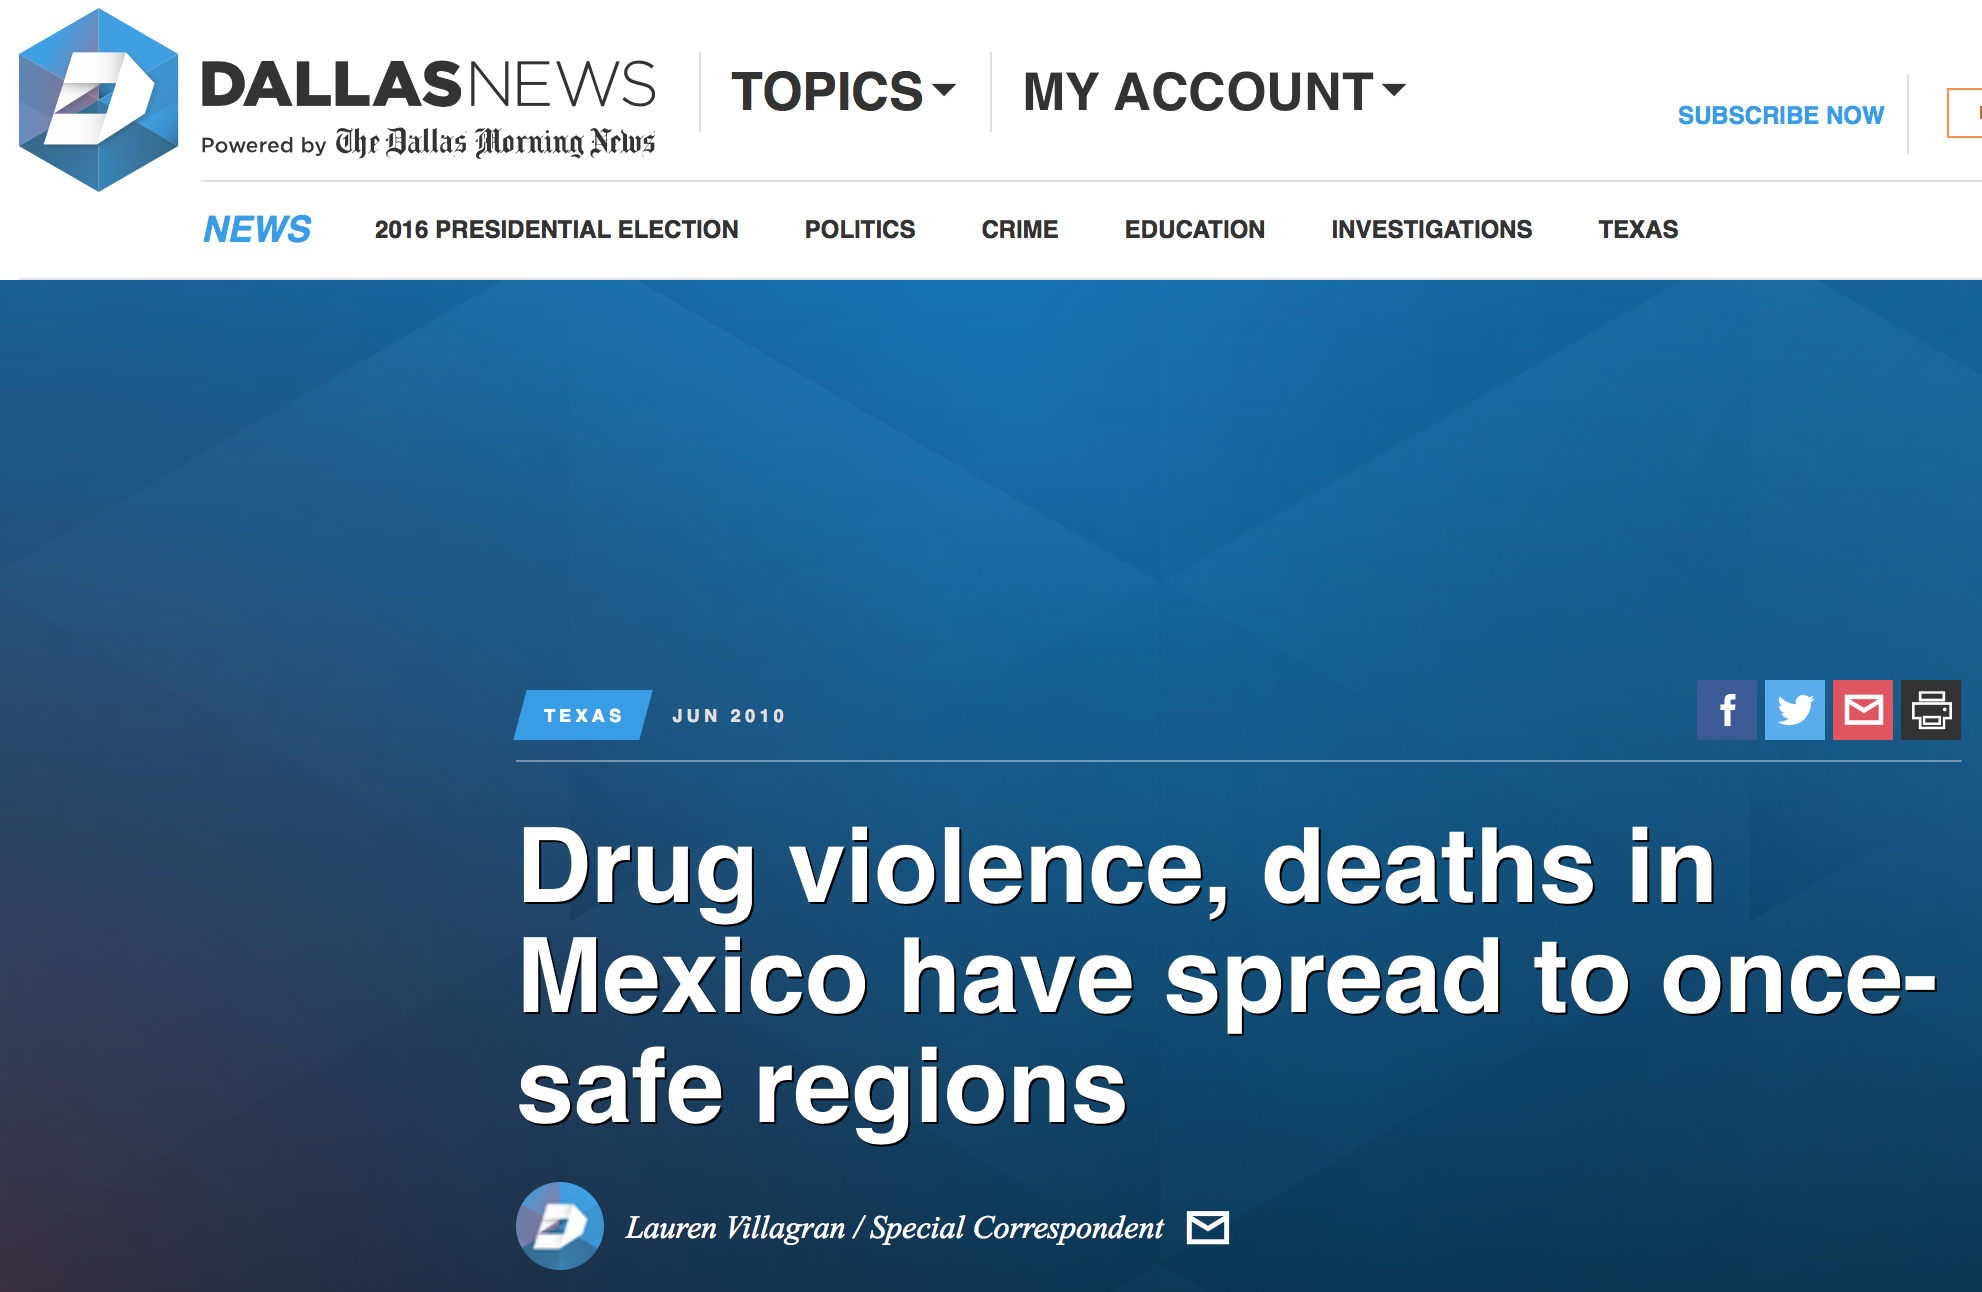 DALLASNEWS
Powered by The Dallas Morning News
TOPICS
MY ACCOUNT
SUBSCRIBE NOW
NEWS
2016 PRESIDENTIAL ELECTION
POLITICS
CRIME
EDUCATION
INVESTIGATIONS
TEXAS
TEXAS
JUN 2010
Drug violence, deaths in
Mexico have spread to once-
safe regions
Lauren Villagran / Special Correspondent